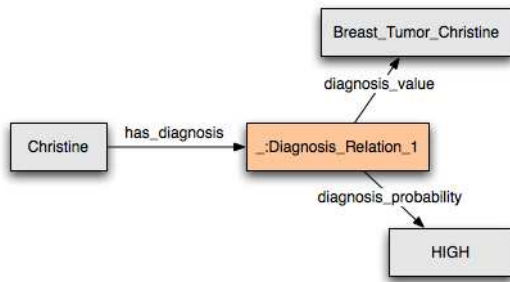 Breast_Tumor_Christine
diagnosis_value
has_diagnosis
Christine
_:Diagnosis_Relation_1
diagnosis_probability
HIGH